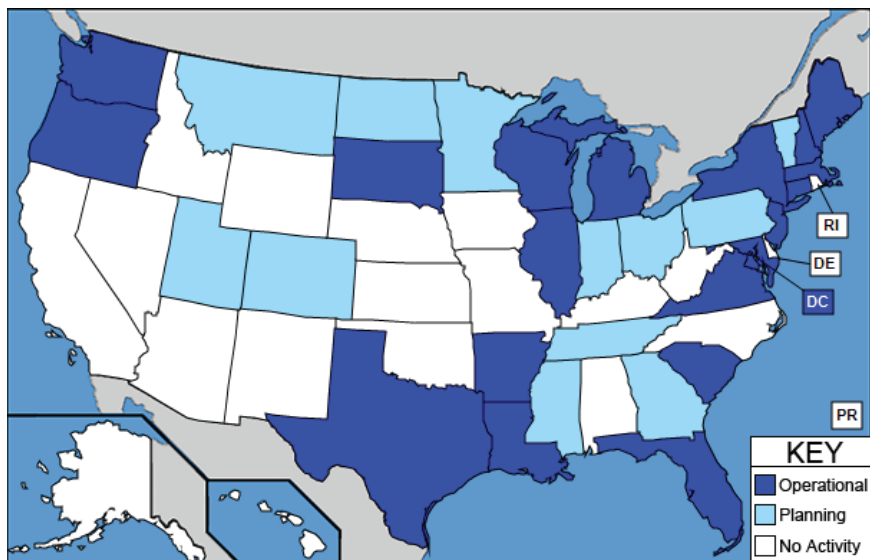 RI
DE
DC
PR
KEY
Operational
Planning
No Activity